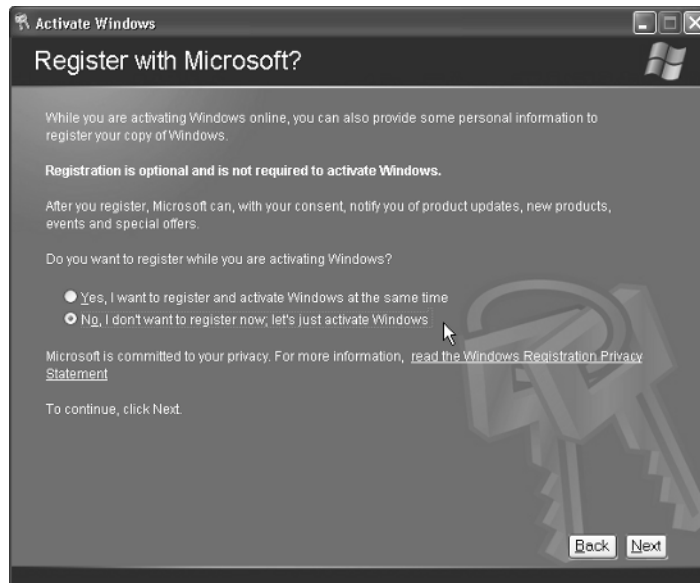 Activate Windows
Register with Microsoft?
While you are activating Windows online, you can also provide some personal information to
register your copy of Windows.
Registration is optional and is not required to activate Windows.
After you register, Microsoft can, with your consent, notify you of product updates, new products,
events and special offers.
Do you want to register while you are activating Windows?
Yes, I want to register and activate Windows at the same time
No, I don't want to register now; let's just activate Windows
Microsoft is committed to your privacy. For more information, read the Windows Registration Privacy
Statement
To continue, click Next.
Back Next